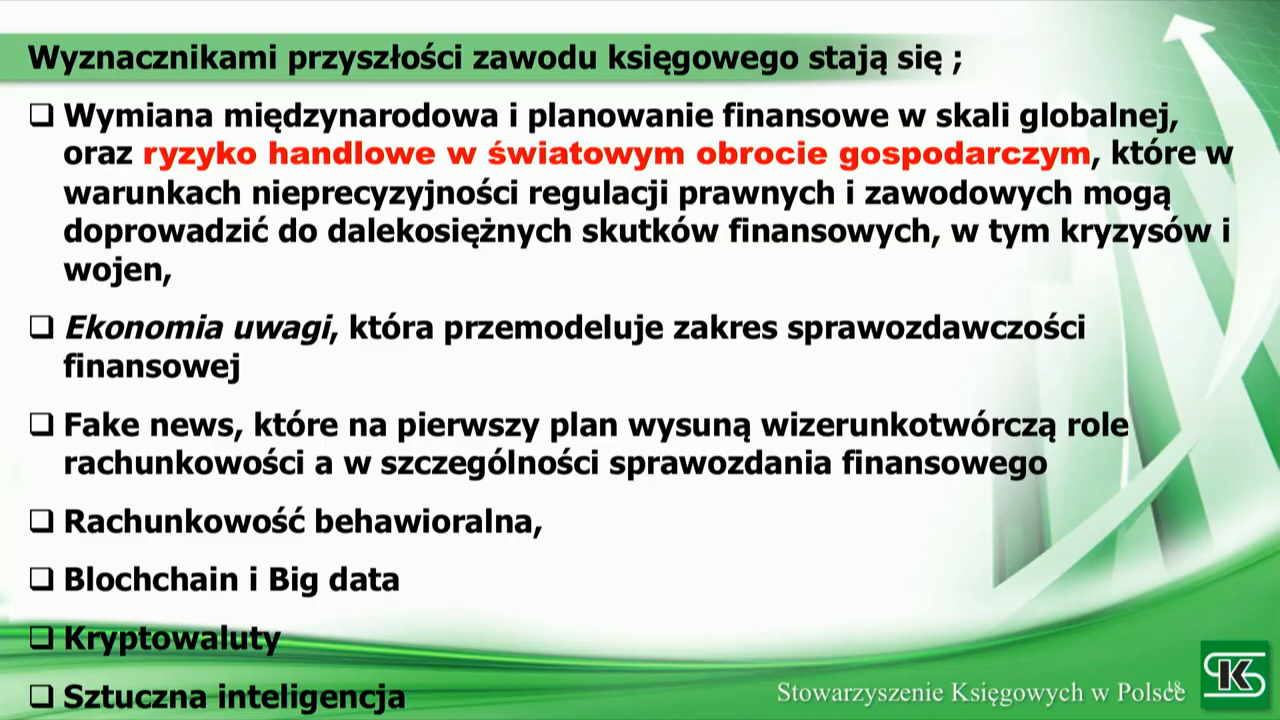 Wyznacznikami przyszłości zawodu księgowego stają się ;
❑ Wymiana międzynarodowa i planowanie finansowe w skali globalnej,
oraz ryzyko handlowe w światowym obrocie gospodarczym, które w
warunkach nieprecyzyjności regulacji prawnych i zawodowych mogą
doprowadzić do dalekosiężnych skutków finansowych, w tym kryzysów i
wojen,
❑ Ekonomia uwagi, która przemodeluje zakres sprawozdawczości
finansowej
❑ Fake news, które na pierwszy plan wysuną wizerunkotwórczą role
rachunkowości a w szczególności sprawozdania finansowego
❑ Rachunkowość behawioralna,
❑ Blochchain i Big data
❑ Kryptowaluty
❑ Sztuczna inteligencja
Stowarzyszenie Księgowych w Polsce
18
SKS